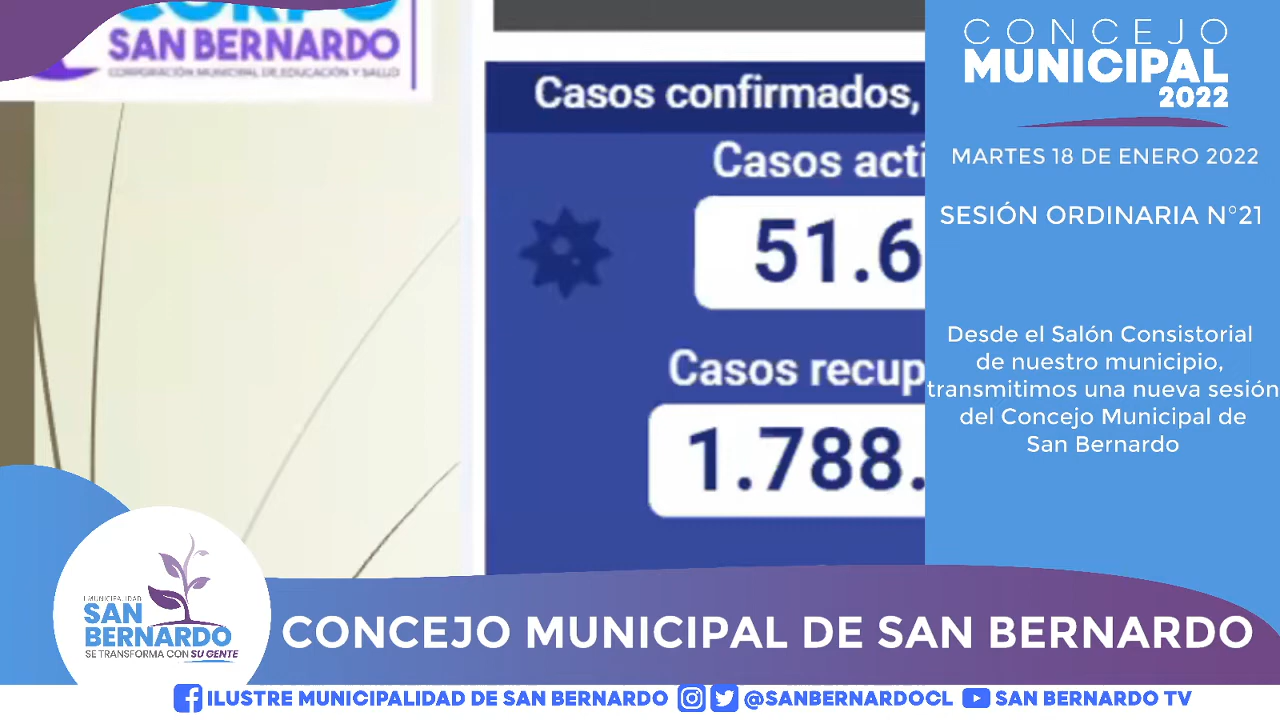 CORPO
SAN BERNARDO
CORPORACIÓN MUNICIPAL DE EDUCACIÓN Y SALUD
Casos confirmados,
Casos acti
51.6
Casos recup
1.788.
CONCEJO
MUNICIPAL
2022
MARTES 18 DE ENERO 2022
SESIÓN ORDINARIA N°21
Desde el Salón Consistorial
de nuestro municipio,
transmitimos una nueva sesión
del Concejo Municipal de
San Bernardo
I. MUNICIPALIDAD
SAN
BERNARDO
SE TRANSFORMA CON SU GENTE
CONCEJO MUNICIPAL DE SAN BERNARDO
ILUSTRE MUNICIPALIDAD DE SAN BERNARDO @SANBERNARDOCL SAN BERNARDO TV